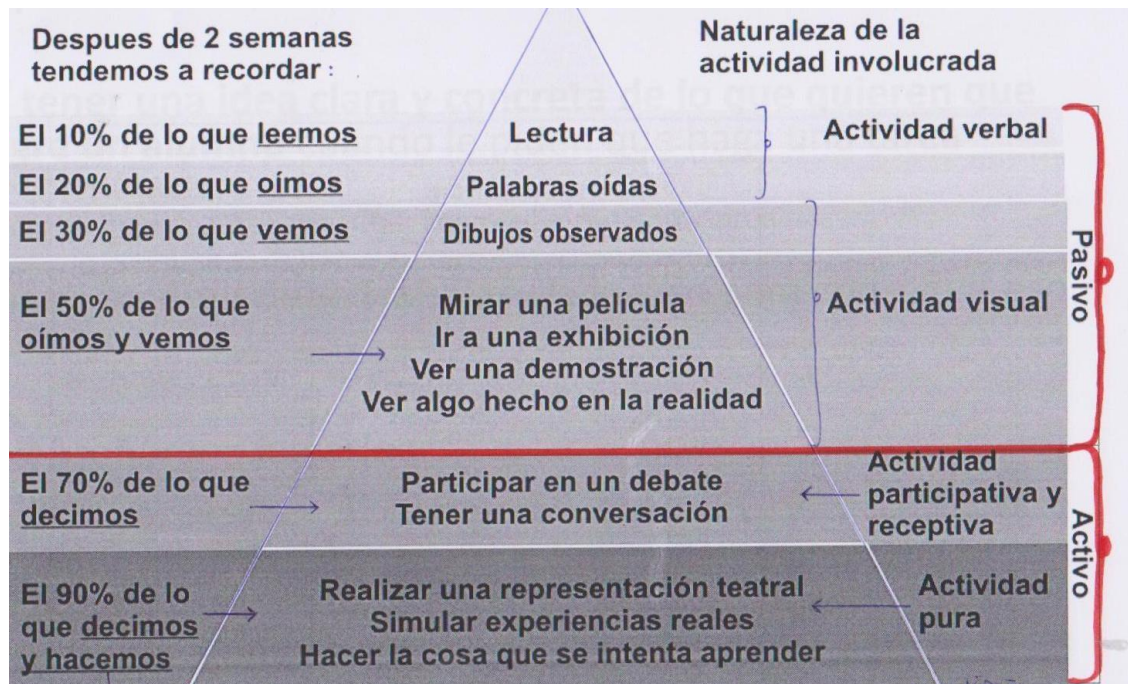 Despues de 2 semanas
tendemos a recordar :
Naturaleza de la
actividad involucrada
El 10% de lo que leemos
Lectura
Actividad verbal
El 20% de lo que oímos
Palabras oídas
El 30% de lo que vemos
Dibujos observados
El 50% de lo que
oímos y vemos
Mirar una película
Ir a una exhibición
Ver una demostración
Ver algo hecho en la realidad
Actividad visual
Pasivo
El 70% de lo que
decimos
Participar en un debate
Tener una conversación
Actividad
participativa y
receptiva
El 90% de lo
que decimos
y hacemos
Realizar una representación teatral
Simular experiencias reales
Hacer la cosa que se intenta aprender
Actividad
pura
Activo